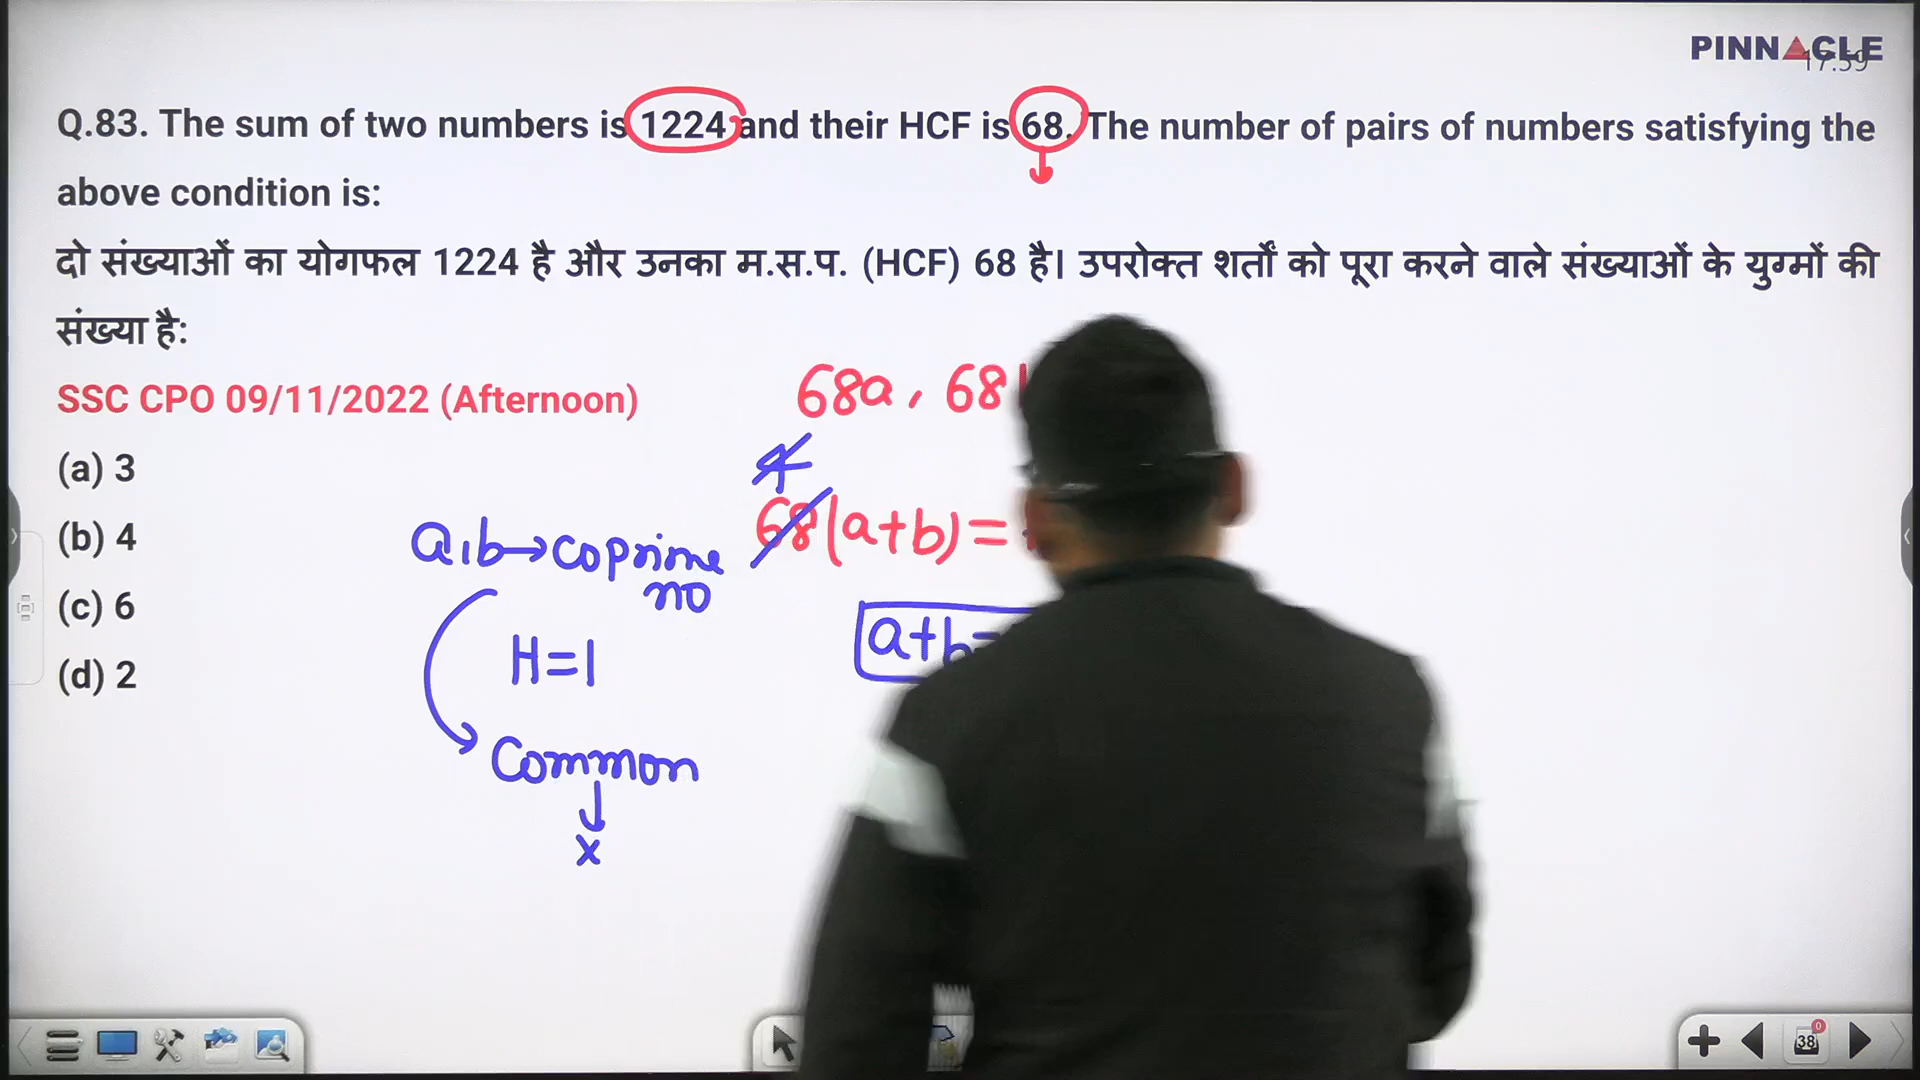 PINNACLE
17:59
Q.83. The sum of two numbers is 1224 and their HCF is 68. The number of pairs of numbers satisfying the
above condition is:
दो संख्याओं का योगफल 1224 है और उनका म.स.प. (HCF) 68 है। उपरोक्त शर्तों को पूरा करने वाले संख्याओं के युग्मों की
संख्या है:
SSC CPO 09/11/2022 (Afternoon)
68a, 68
(a) 3
4
68(a+b)=
(b) 4
a,b→coprime
no
(c) 6
a+b=
H=1
(d) 2
Common
x
38
0